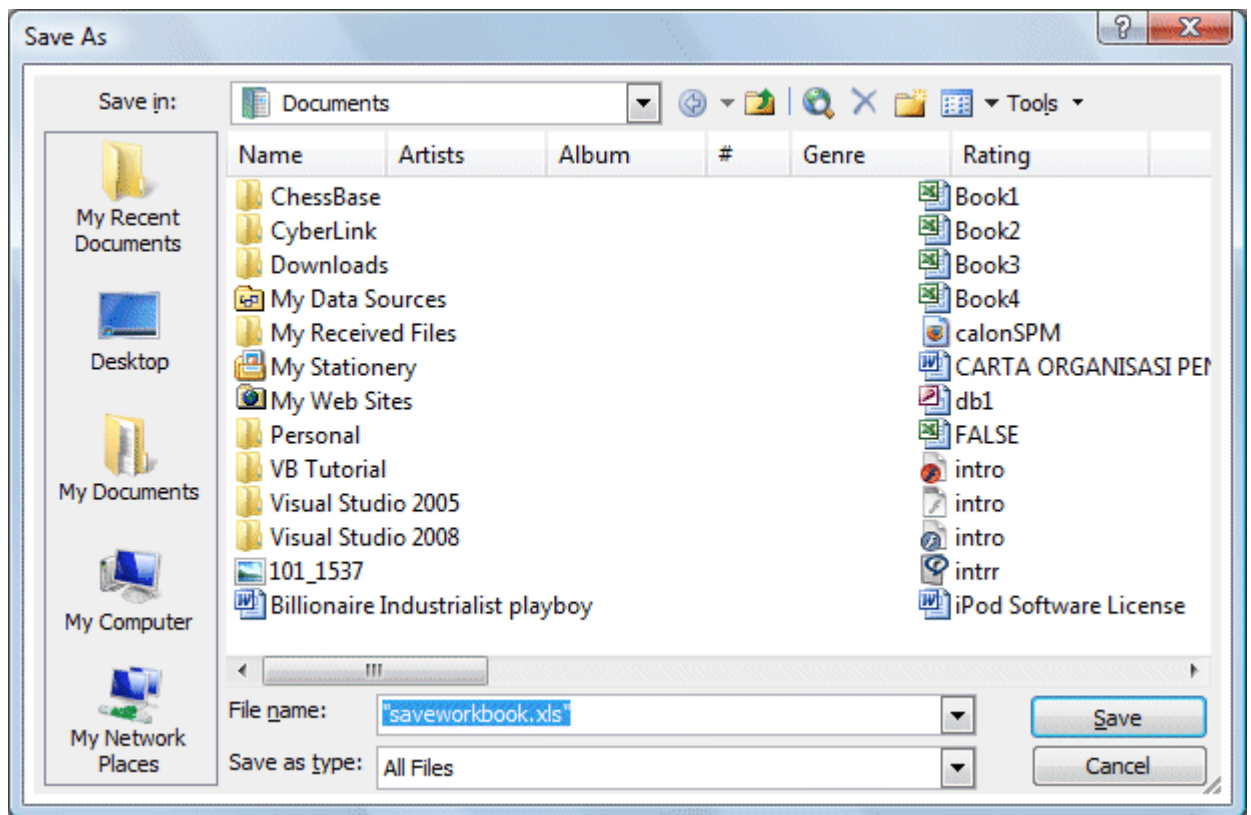 Save As
Save in:
Documents
Tools
My Recent
Documents
Desktop
My Documents
My Computer
My Network
Places
Name Artists Album # Genre Rating
ChessBase
CyberLink
Downloads
My Data Sources
My Received Files
My Stationery
My Web Sites
Personal
VB Tutorial
Visual Studio 2005
Visual Studio 2008
101_1537
Billionaire Industrialist playboy
Book1
Book2
Book3
Book4
calonSPM
CARTA ORGANISASI PEN
db1
FALSE
intro
intro
intro
intrr
iPod Software License
File name: "saveworkbook.xls"
Save
Save as type: All Files
Cancel